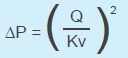 ΔP = (Q / Kv)²